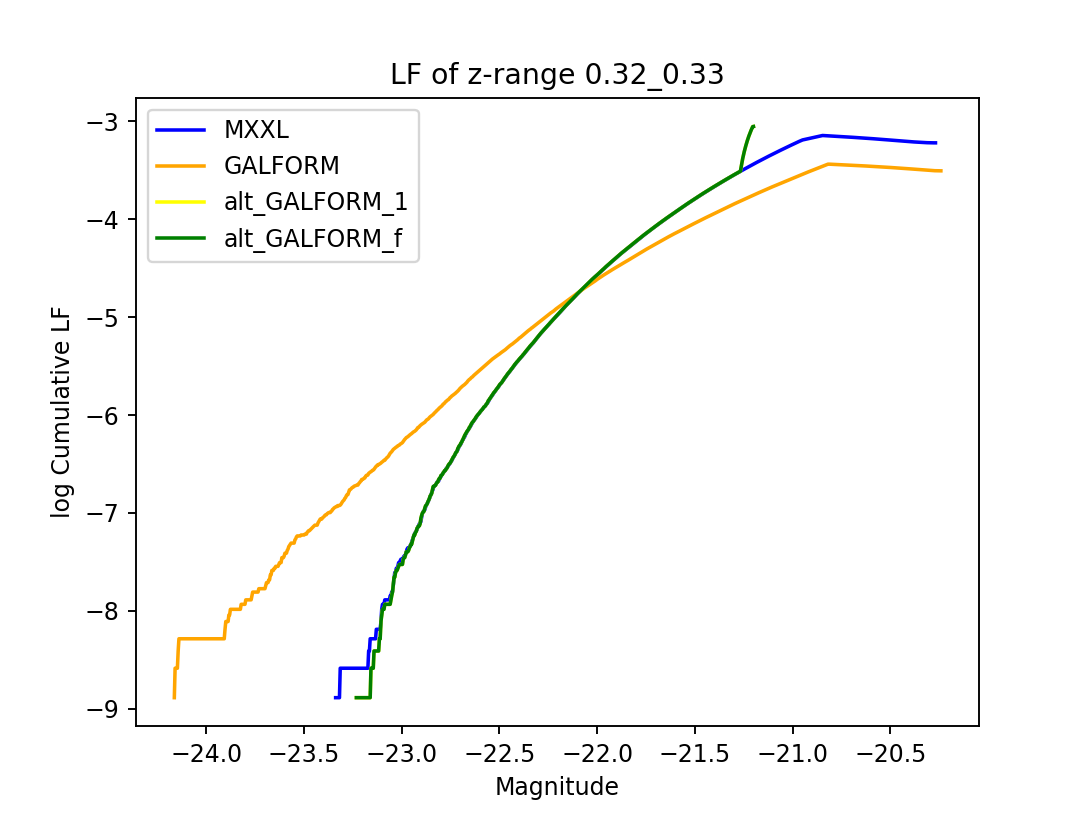 LF of z-range 0.32_0.33
MXXL
GALFORM
alt_GALFORM_1
alt_GALFORM_f
log Cumulative LF
−3
−4
−5
−6
−7
−8
−9
−24.0 −23.5 −23.0 −22.5 −22.0 −21.5 −21.0 −20.5
Magnitude